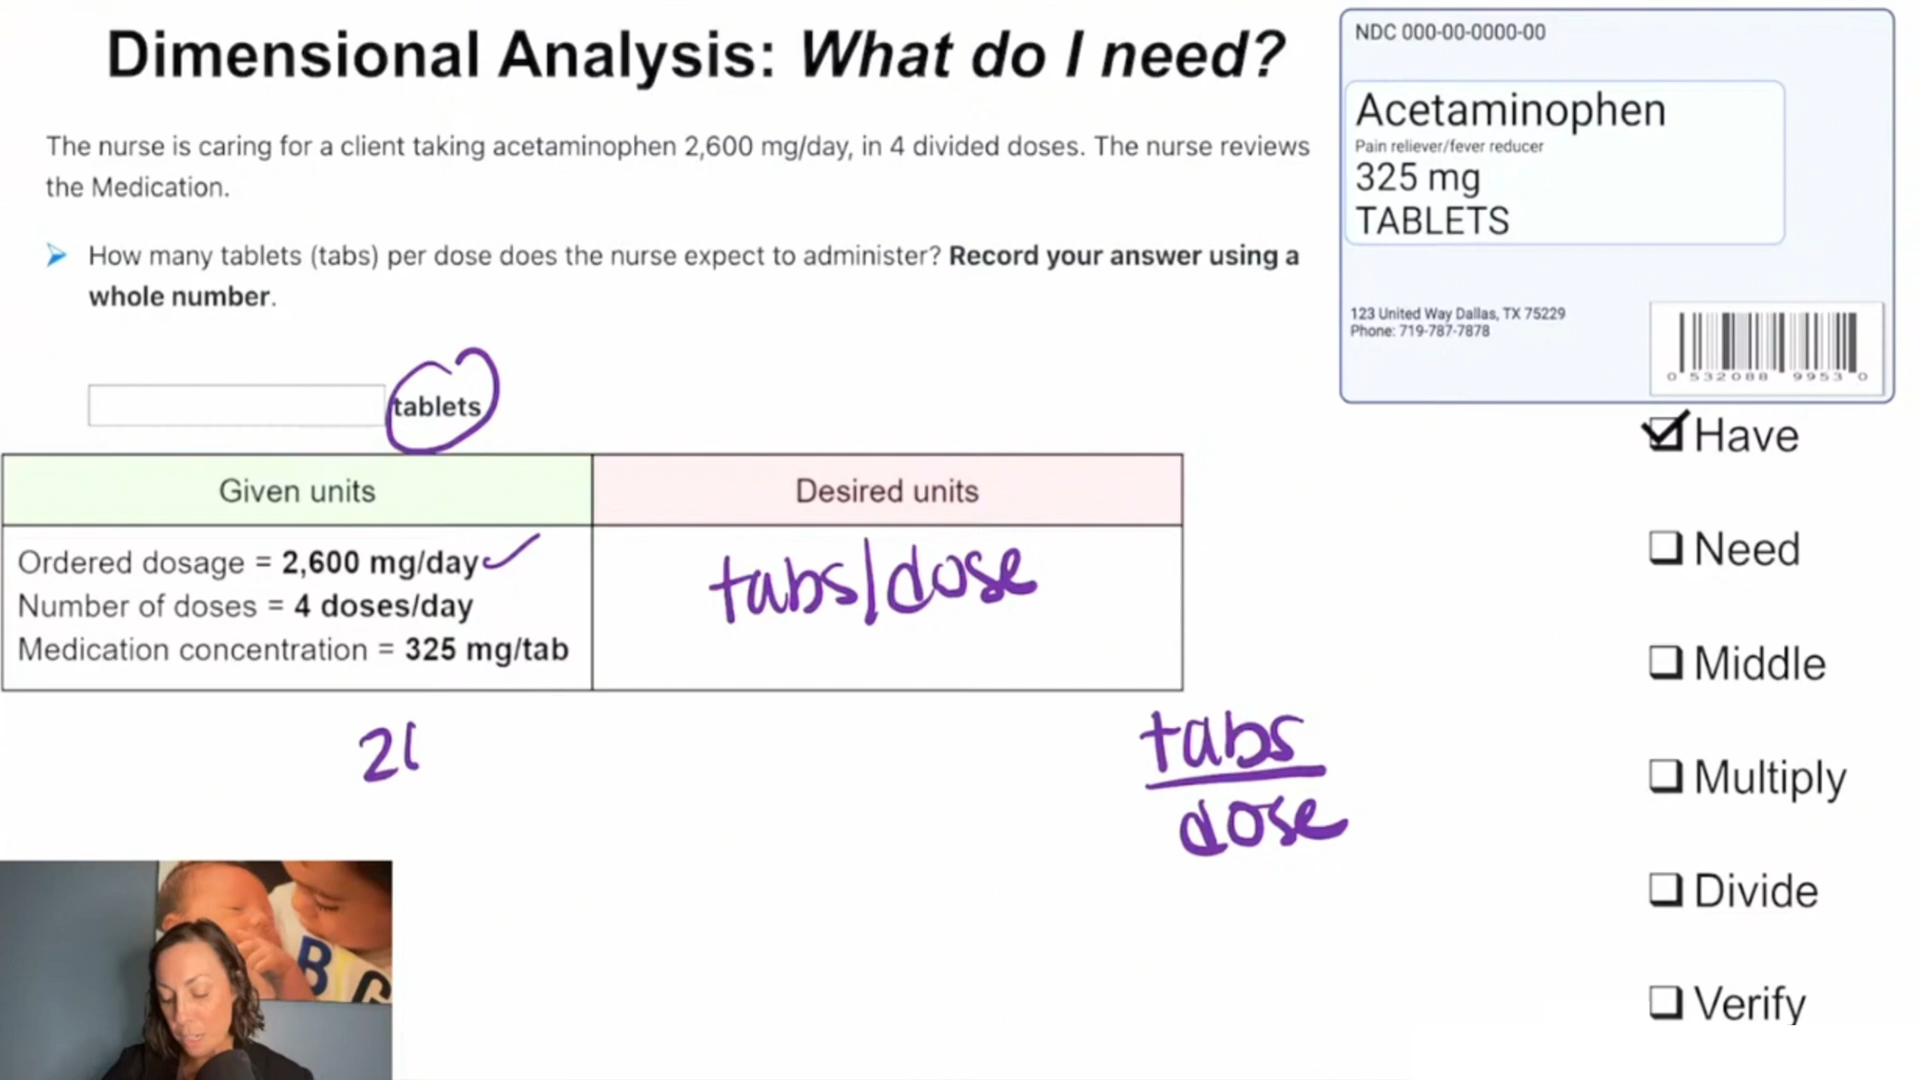 Dimensional Analysis: What do I need?
The nurse is caring for a client taking acetaminophen 2,600 mg/day, in 4 divided doses. The nurse reviews
the Medication.
➤ How many tablets (tabs) per dose does the nurse expect to administer? Record your answer using a
whole number.
tablets
Given units
Desired units
Ordered dosage = 2,600 mg/day
Number of doses = 4 doses/day
Medication concentration = 325 mg/tab
tabs/dose
tabs
dose
NDC 000-00-0000-00
Acetaminophen
Pain reliever/fever reducer
325 mg
TABLETS
123 United Way Dallas, TX 75229
Phone: 719-787-7878
0 532088 9953 0
Have
Need
Middle
Multiply
Divide
Verify
B